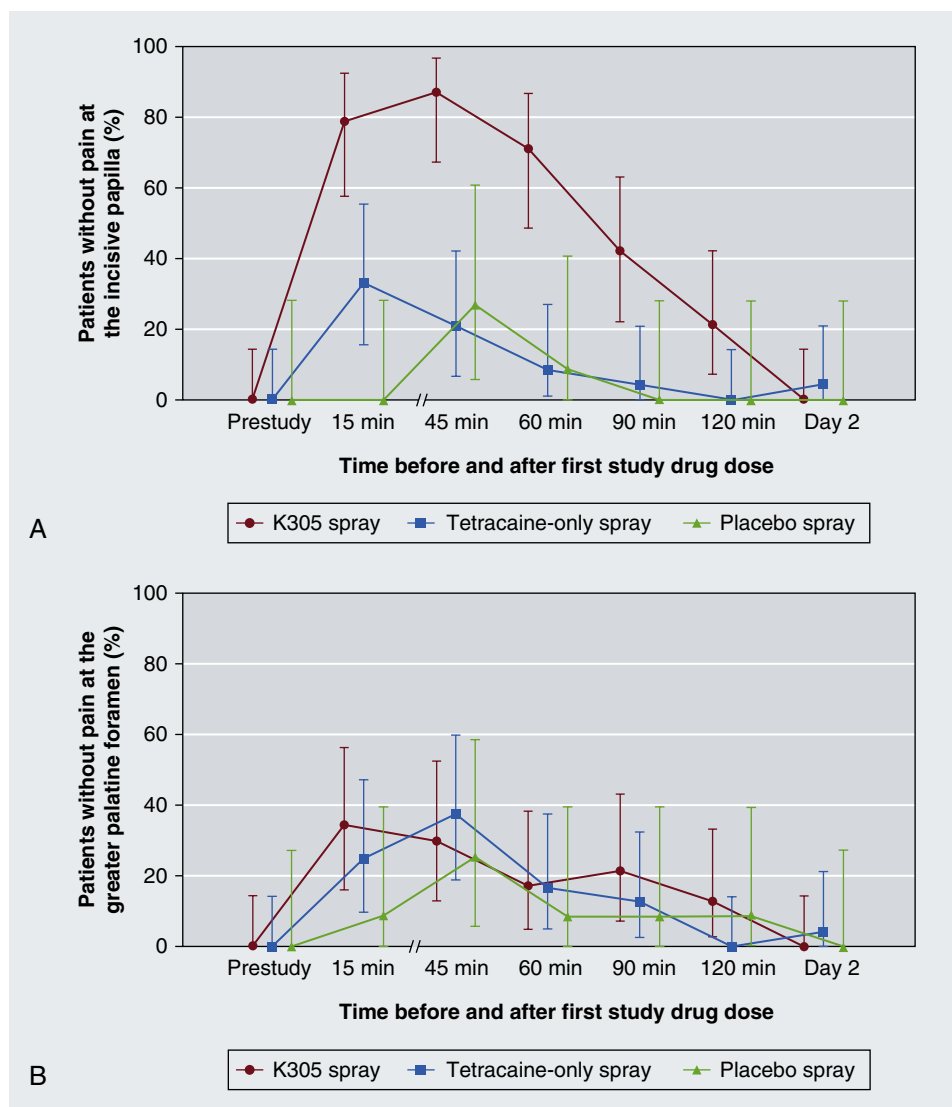 100
80
60
40
20
0
Patients without pain at
the incisive papilla (%)
Prestudy 15 min 45 min 60 min 90 min 120 min Day 2
Time before and after first study drug dose
K305 spray Tetracaine-only spray Placebo spray
A
100
80
60
40
20
0
Patients without pain at the
greater palatine foramen (%)
Prestudy 15 min 45 min 60 min 90 min 120 min Day 2
Time before and after first study drug dose
K305 spray Tetracaine-only spray Placebo spray
B